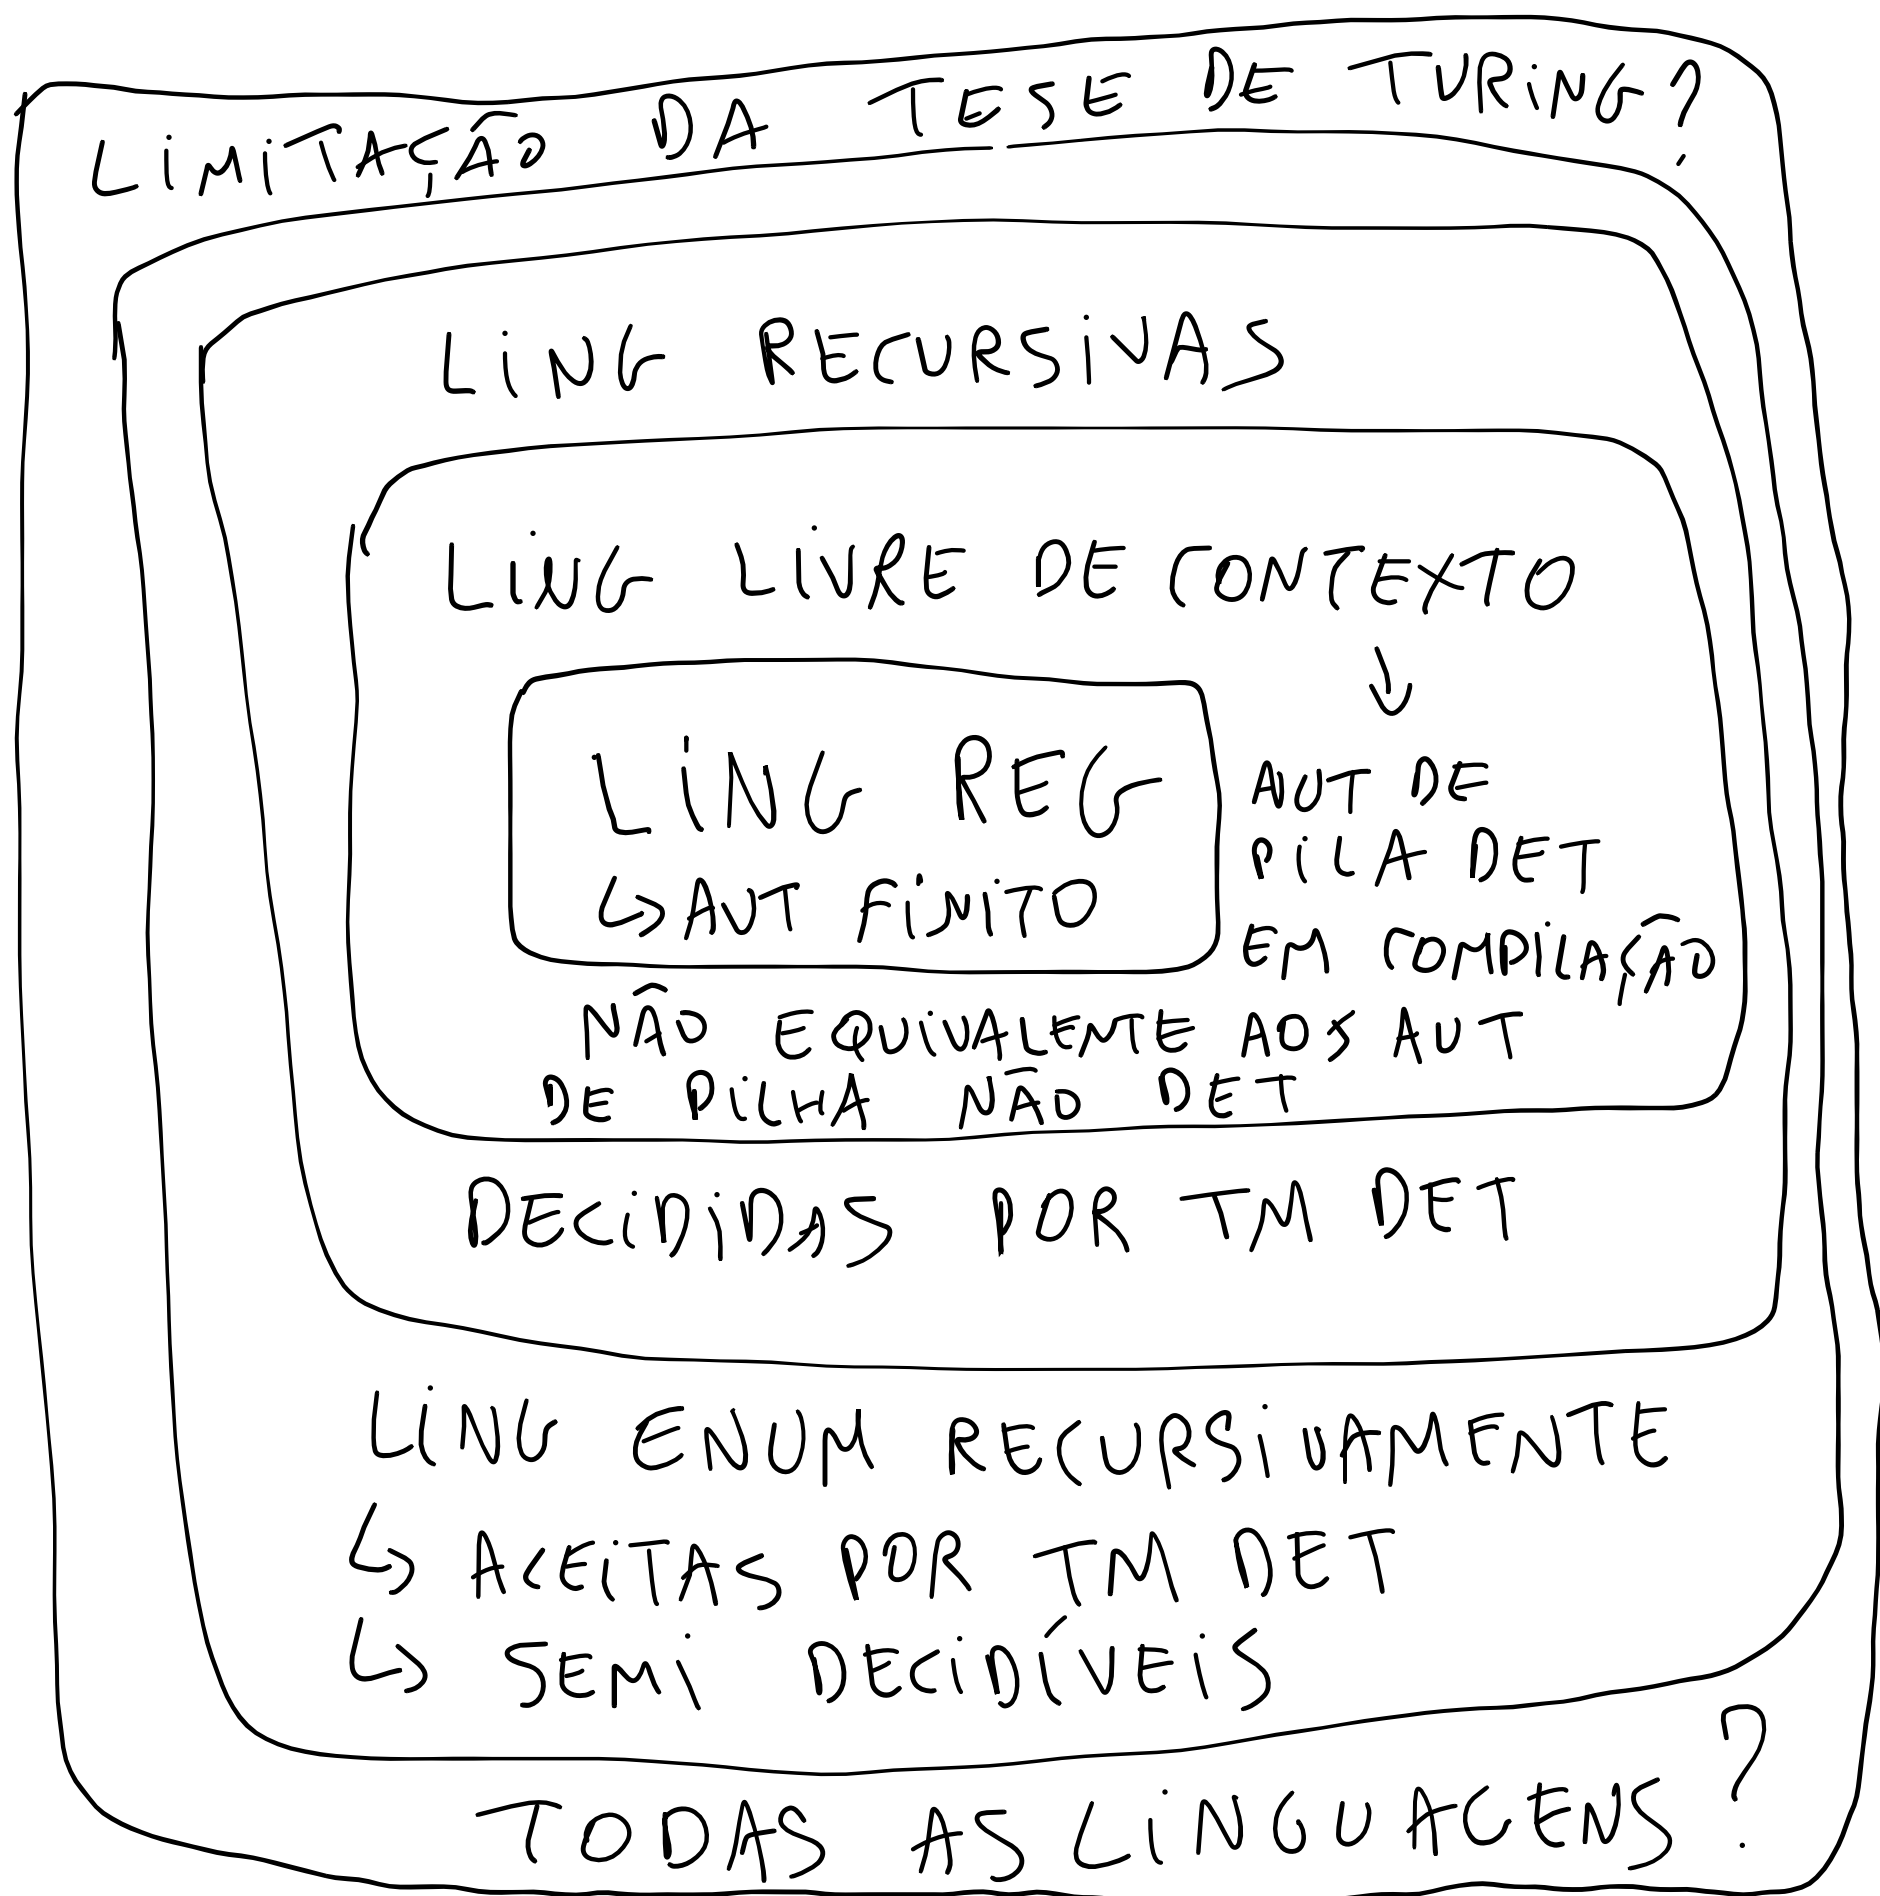 LIMITAÇÃO DA TESE DE TURING?
LING RECURSIVAS
LING LIVRE DE CONTEXTO
↓
LING REG
↳ AUT FINITO
AUT DE
PILA DET
EM COMPILAÇÃO
NÃO EQUIVALENTE AOS AUT
DE PILHA NÃO DET
DECIDIDAS POR TM DET
LING ENUM RECURSIVAMENTE
↳ ACEITAS POR TM DET
↳ SEMI DECIDÍVEIS
TODAS AS LINGUAGENS ?